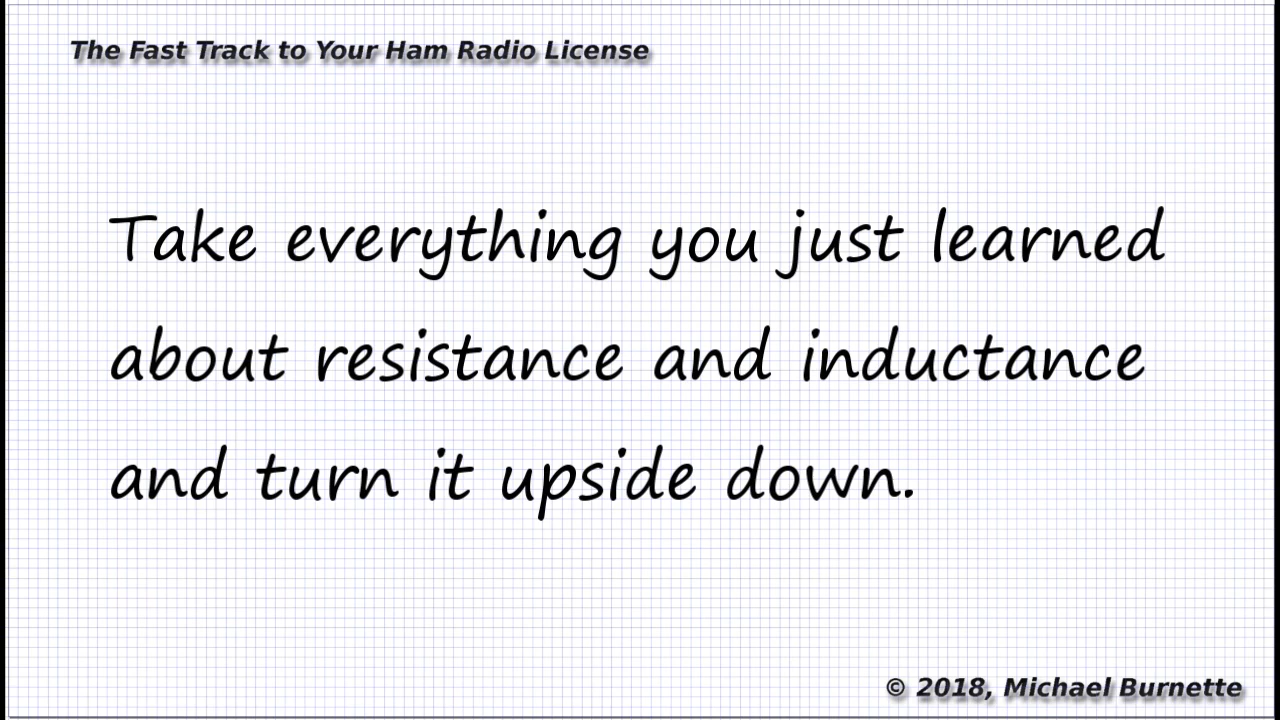 The Fast Track to Your Ham Radio License
Take everything you just learned
about resistance and inductance
and turn it upside down.
© 2018, Michael Burnette